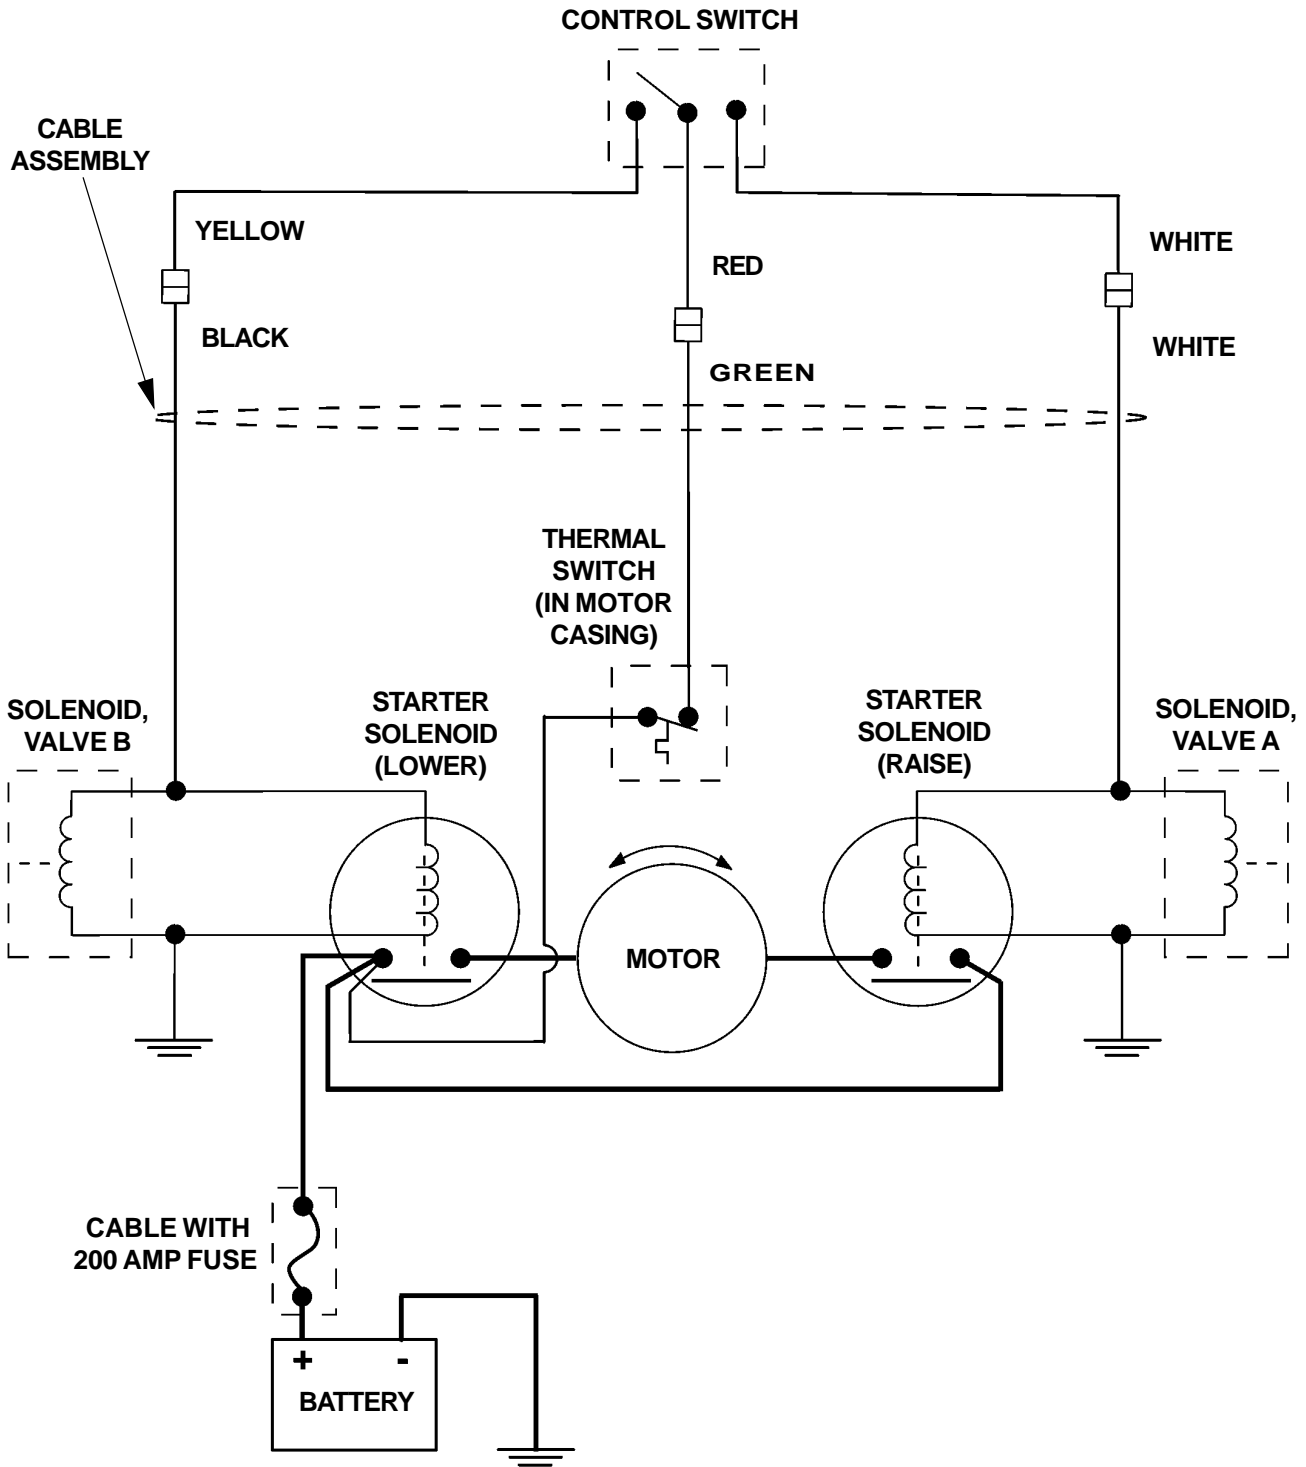 CONTROL SWITCH
CABLE
ASSEMBLY
YELLOW
RED
WHITE
BLACK
WHITE
GREEN
THERMAL
SWITCH
(IN MOTOR
CASING)
SOLENOID,
VALVE B
STARTER
SOLENOID
(LOWER)
STARTER
SOLENOID
(RAISE)
SOLENOID,
VALVE A
MOTOR
CABLE WITH
200 AMP FUSE
+ -
BATTERY